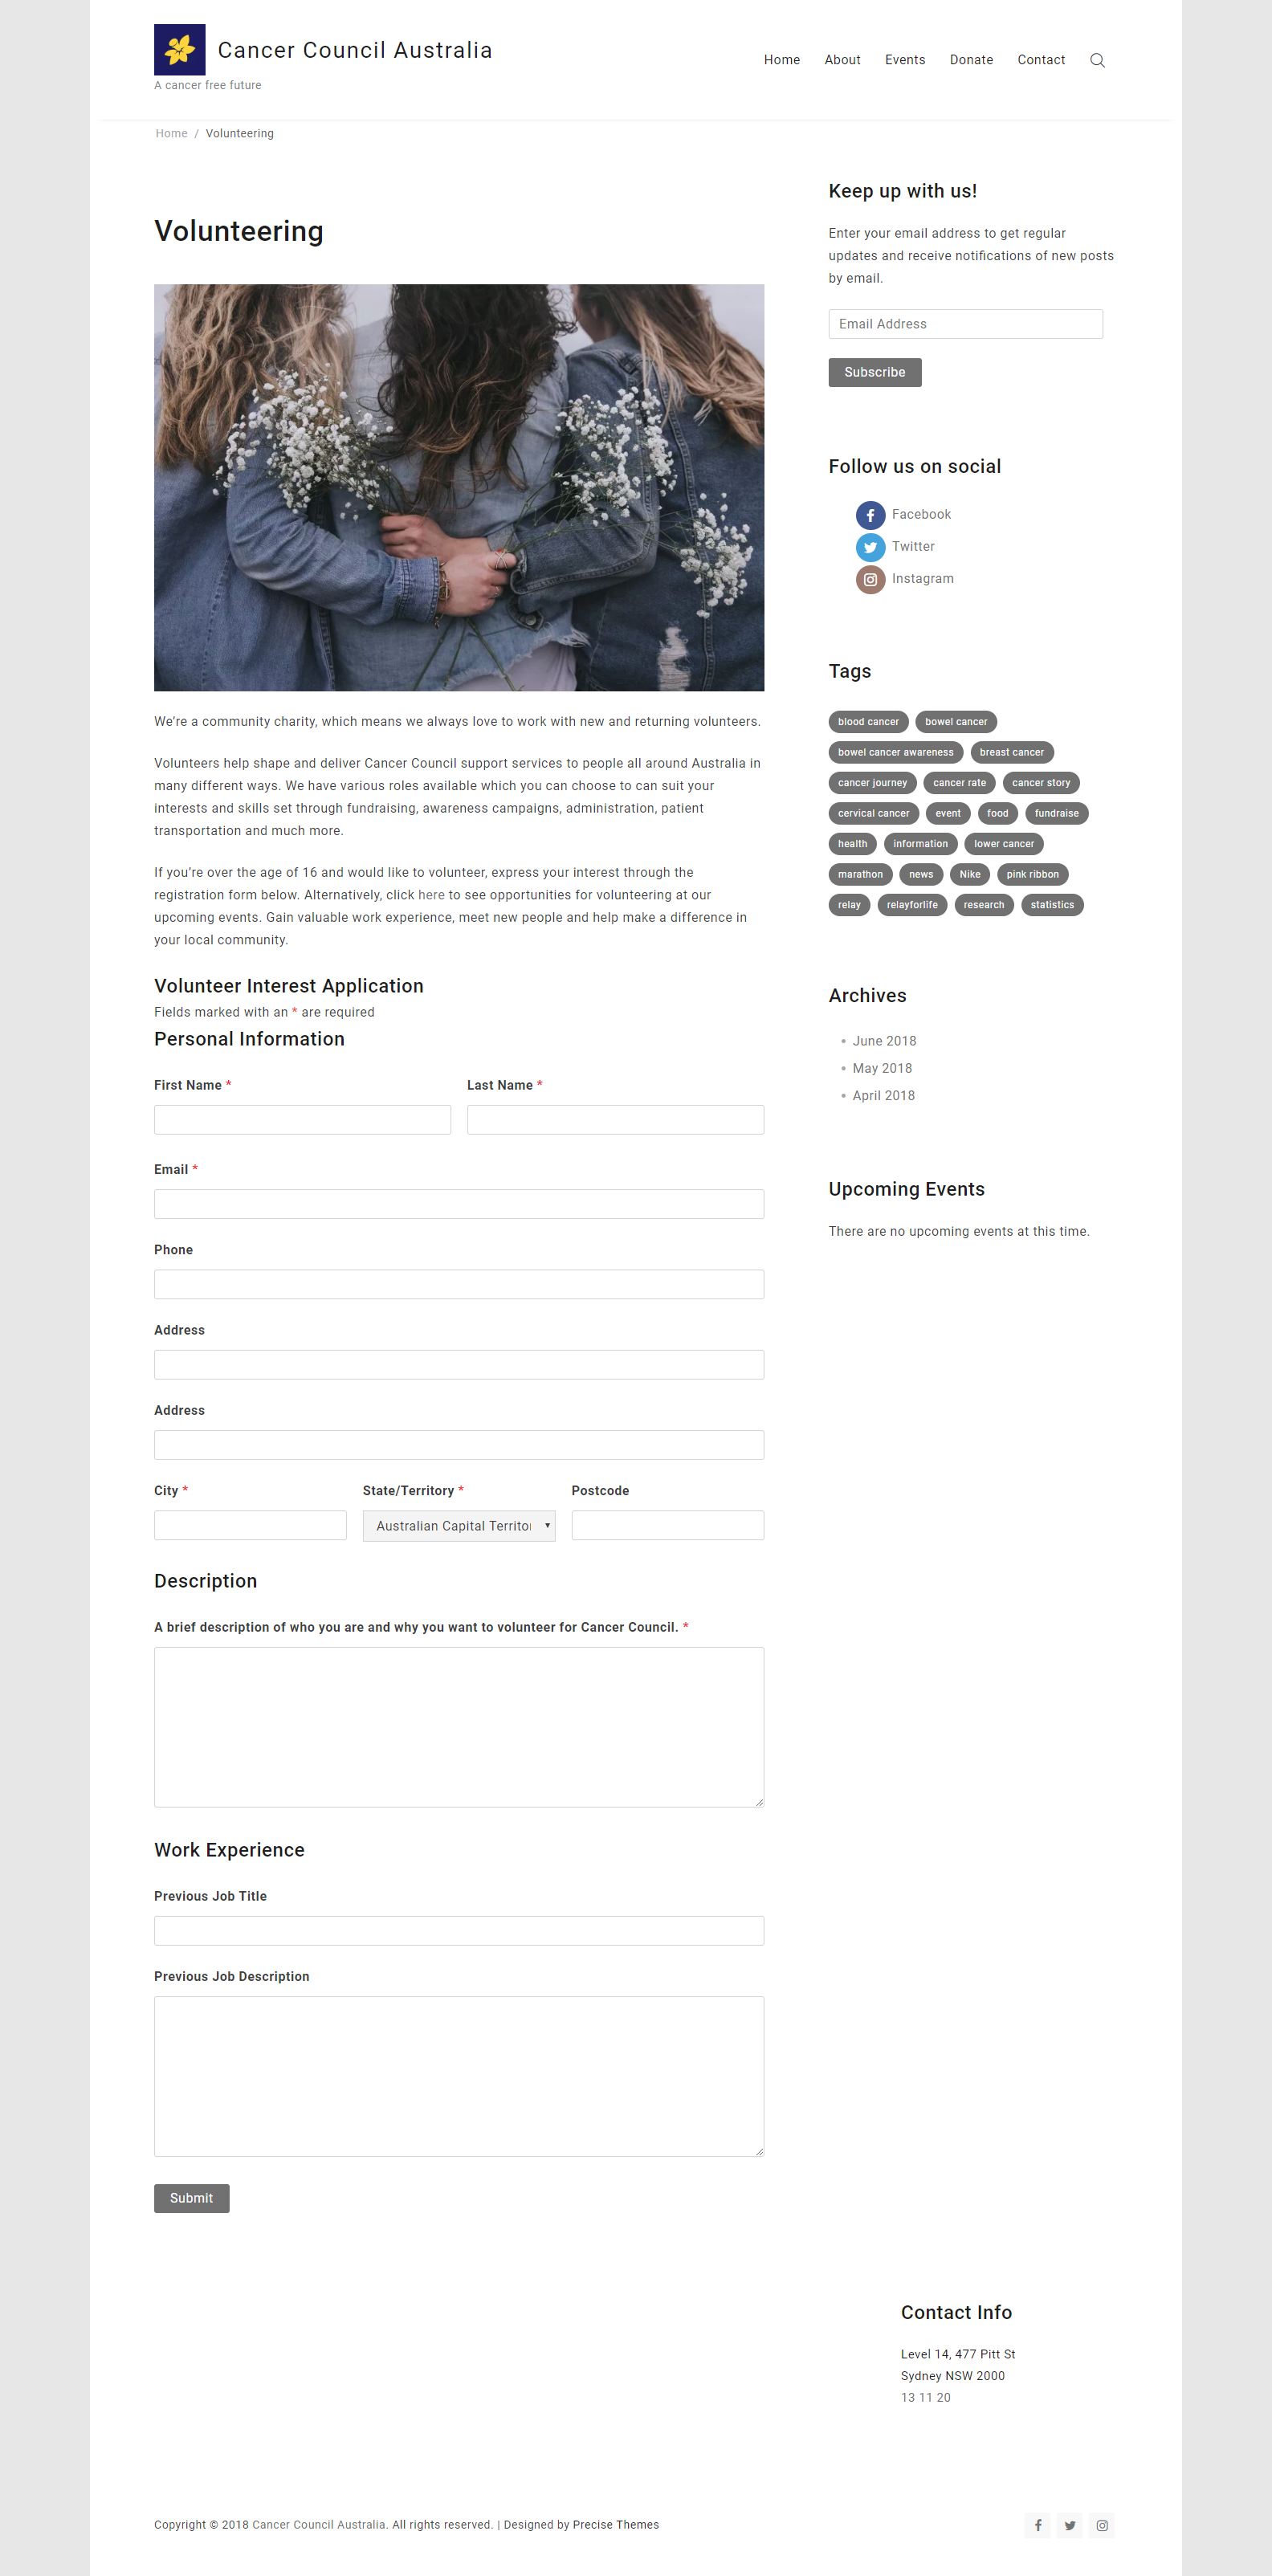 Cancer Council Australia
A cancer free future
Home
About
Events
Donate
Contact
Home / Volunteering
Volunteering
We're a community charity, which means we always love to work with new and returning volunteers.
Volunteers help shape and deliver Cancer Council support services to people all around Australia in
many different ways. We have various roles available which you can choose to can suit your
interests and skills set through fundraising, awareness campaigns, administration, patient
transportation and much more.
If you're over the age of 16 and would like to volunteer, express your interest through the
registration form below. Alternatively, click here to see opportunities for volunteering at our
upcoming events. Gain valuable work experience, meet new people and help make a difference in
your local community.
Volunteer Interest Application
Fields marked with an * are required
Personal Information
First Name *
Last Name *
Email *
Phone
Address
Address
City *
State/Territory *
Postcode
Australian Capital Territor
Description
A brief description of who you are and why you want to volunteer for Cancer Council. *
Work Experience
Previous Job Title
Previous Job Description
Submit
Keep up with us!
Enter your email address to get regular
updates and receive notifications of new posts
by email.
Email Address
Subscribe
Follow us on social
Facebook
Twitter
Instagram
Tags
blood cancer
bowel cancer
bowel cancer awareness
breast cancer
cancer journey
cancer rate
cancer story
cervical cancer
event
food
fundraise
health
information
lower cancer
marathon
news
Nike
pink ribbon
relay
relayforlife
research
statistics
Archives
June 2018
May 2018
April 2018
Upcoming Events
There are no upcoming events at this time.
Contact Info
Level 14, 477 Pitt St
Sydney NSW 2000
13 11 20
Copyright © 2018 Cancer Council Australia. All rights reserved. | Designed by Precise Themes